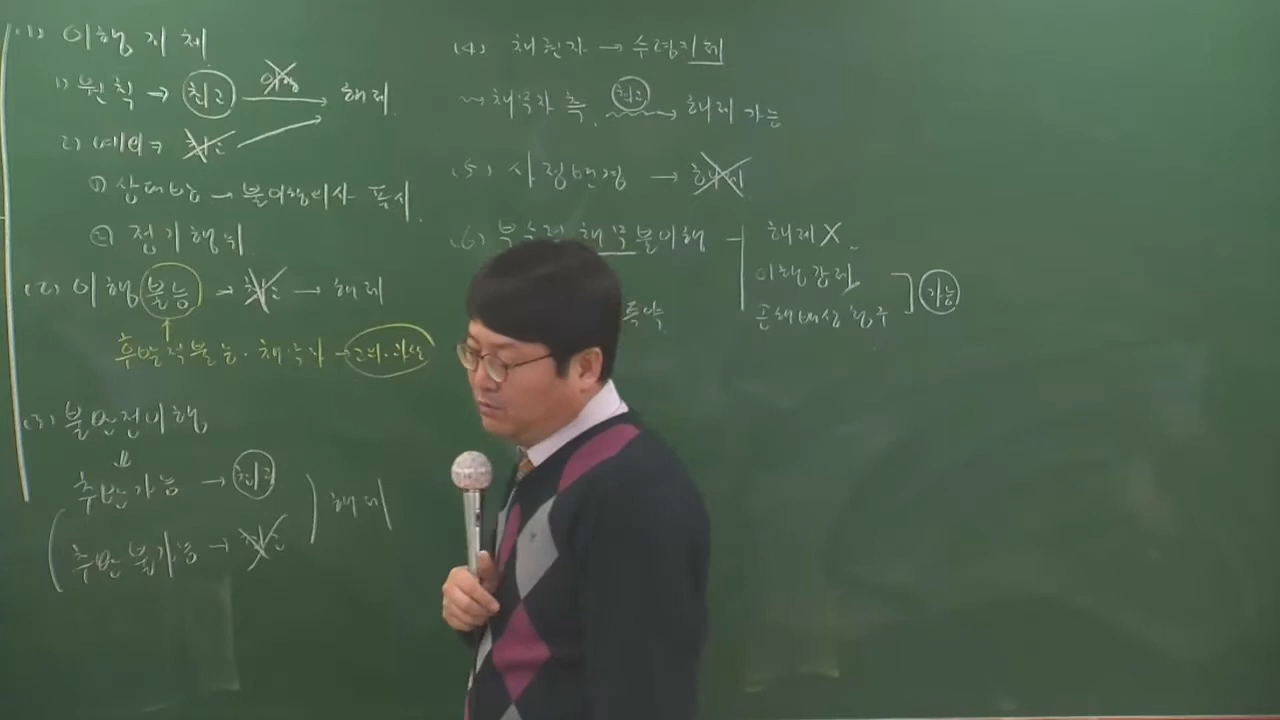 (1) 이행지체
1) 원칙 → 최고 이행 → 해제
2) 예외 → 최고
① 상대방 → 불이행의사 표시.
② 정기행위
(2) 이행불능 → 최고 → 해제
후발적불능. 채무자 → 고의·과실
(3) 불완전이행
추완가능 → 최고
해제
추완불가능 → 최고
(4) 채권자 → 수령지체
채무자 측. 최고 → 해제 가능
(5) 사정변경 → 해제
(6) 부수적 채무불이행
해제X
이행강제
손해배상청구
가능
특약